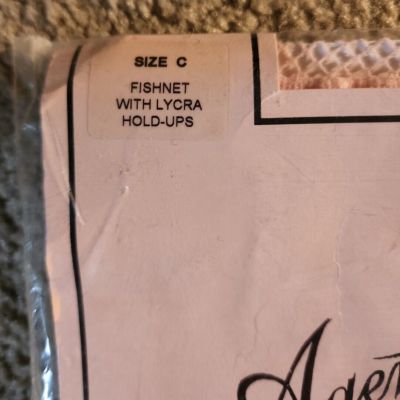 SIZE C
FISHNET
WITH LYCRA
HOLD-UPS